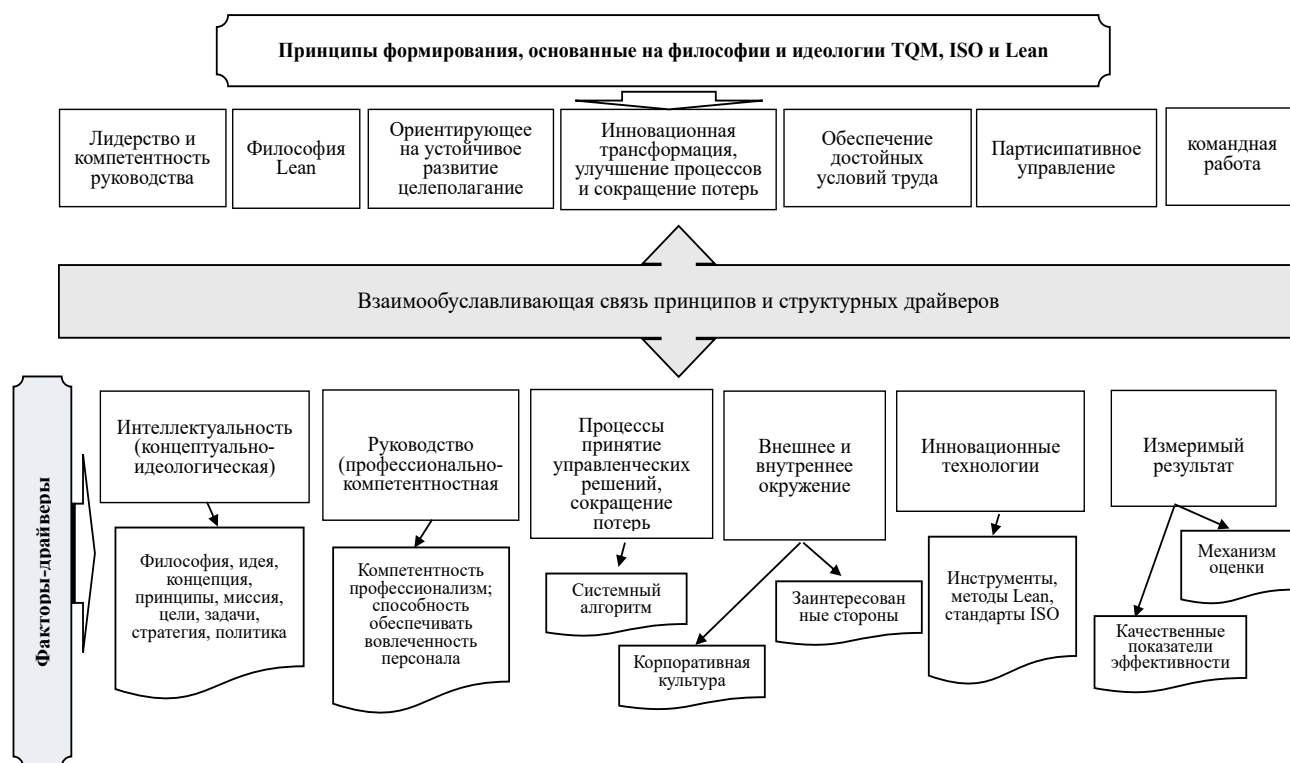 Принципы формирования, основанные на философии и идеологии TQM, ISO и Lean
Лидерство и
компетентность
руководства
Философия
Lean
Ориентирующее
на устойчивое
развитие
целеполагание
Инновационная
трансформация,
улучшение процессов
и сокращение потерь
Обеспечение
достойных
условий труда
Партисипативное
управление
командная
работа
Взаимообуславливающая связь принципов и структурных драйверов
Факторы-драйверы
Интеллектуальность
(концептуально-
идеологическая)
Руководство
(профессионально-
компетентностная
Процессы
принятие
управленческих
решений,
сокращение
потерь
Внешнее и
внутреннее
окружение
Инновационные
технологии
Измеримый
результат
Философия, идея,
концепция,
принципы, миссия,
цели, задачи,
стратегия, политика
Компетентность
профессионализм;
способность
обеспечивать
вовлеченность
персонала
Системный
алгоритм
Корпоративная
культура
Заинтересован
ные стороны
Инструменты,
методы Lean,
стандарты ISO
Качественные
показатели
эффективности
Механизм
оценки